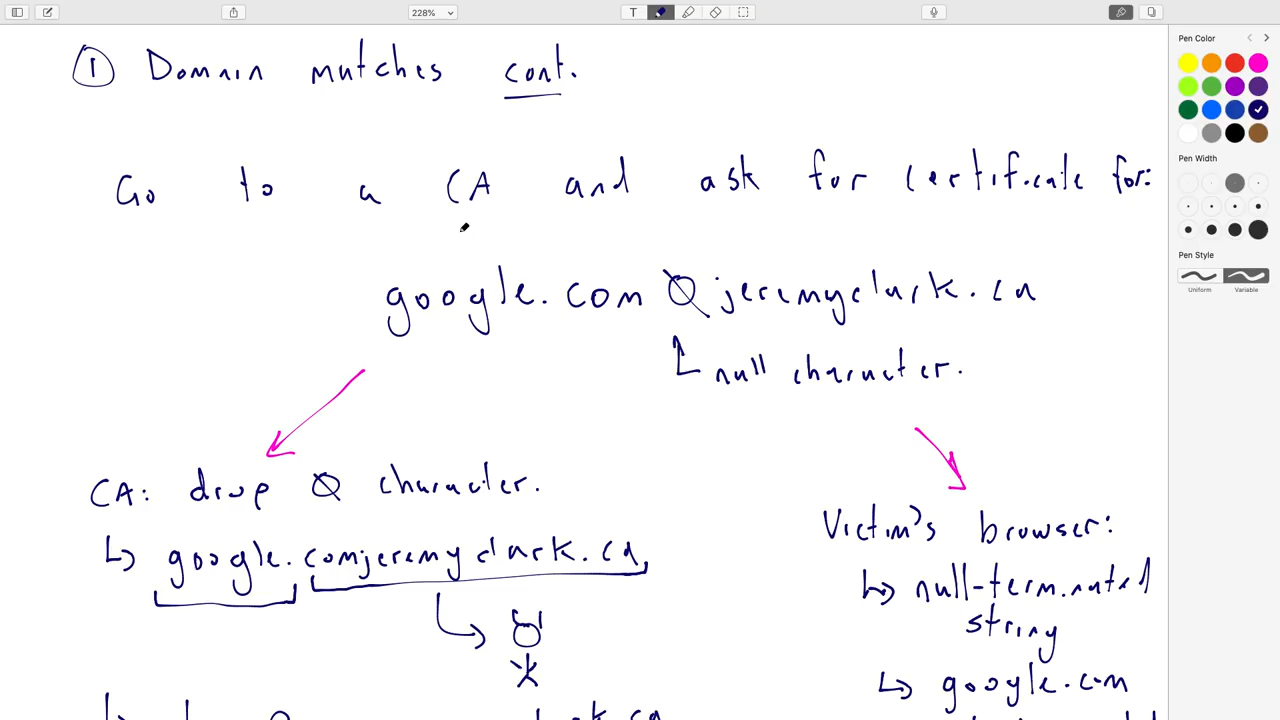 228%
T
① Domain matches cont.
Go to a CA and ask for certificate for:
google.com∅jeremyclark.ca
null character.
CA: drop ∅ character.
↳ google.comjeremyclark.ca
Victim's browser:
↳ null-terminated
string
↳ google.com
Pen Color
Pen Width
Pen Style
Uniform
Variable